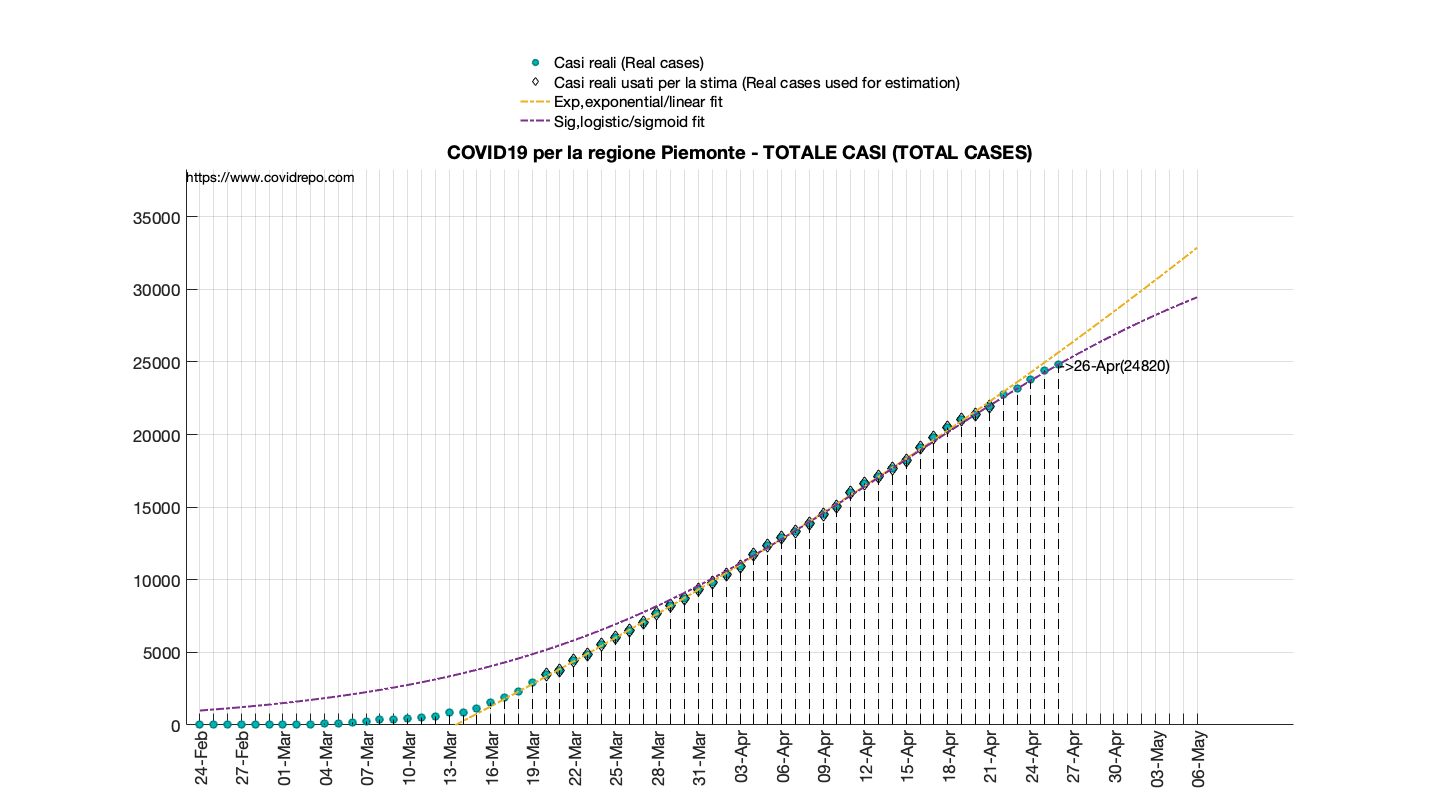 Casi reali (Real cases)
Casi reali usati per la stima (Real cases used for estimation)
Exp,exponential/linear fit
Sig,logistic/sigmoid fit
COVID19 per la regione Piemonte - TOTALE CASI (TOTAL CASES)
https://www.covidrepo.com
35000
30000
25000
20000
15000
10000
5000
0
->26-Apr(24820)
24-Feb
27-Feb
01-Mar
04-Mar
07-Mar
10-Mar
13-Mar
16-Mar
19-Mar
22-Mar
25-Mar
28-Mar
31-Mar
03-Apr
06-Apr
09-Apr
12-Apr
15-Apr
18-Apr
21-Apr
24-Apr
27-Apr
30-Apr
03-May
06-May